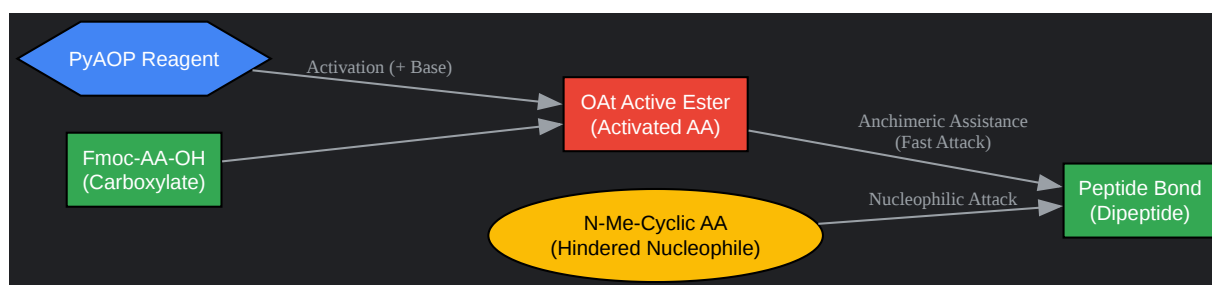 PyAOP Reagent
Activation (+ Base)
Fmoc-AA-OH
(Carboxylate)
OAt Active Ester
(Activated AA)
Anchimeric Assistance
(Fast Attack)
N-Me-Cyclic AA
(Hindered Nucleophile)
Nucleophilic Attack
Peptide Bond
(Dipeptide)